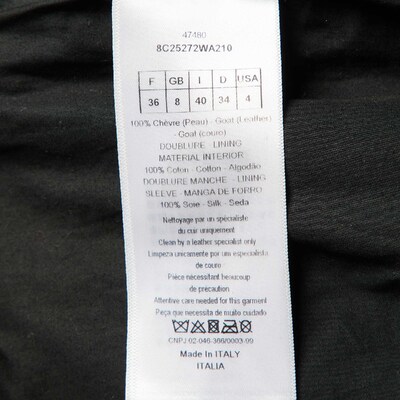 47480
8C25272WA210
F GB I D USA
36 8 40 34 4
100% Chèvre (Peau) - Goat (Leather)
- Goat (couro)
DOUBLURE - LINING
MATERIAL INTERIOR
100% Coton - Cotton - Algodão
DOUBLURE MANCHE - LINING
SLEEVE - MANGA DE FORRO
100% Soie - Silk - Seda
Nettoyage par un spécialiste
du cuir uniquement
Clean by a leather specialist only
Limpeza unicamente por um especialista
de couro
Pièce nécessitant beaucoup
de précaution
Attentive care needed for this garment
Peça que necessita de muito cuidado
CNPJ 02.046-366/0003-09
Made In ITALY
ITALIA